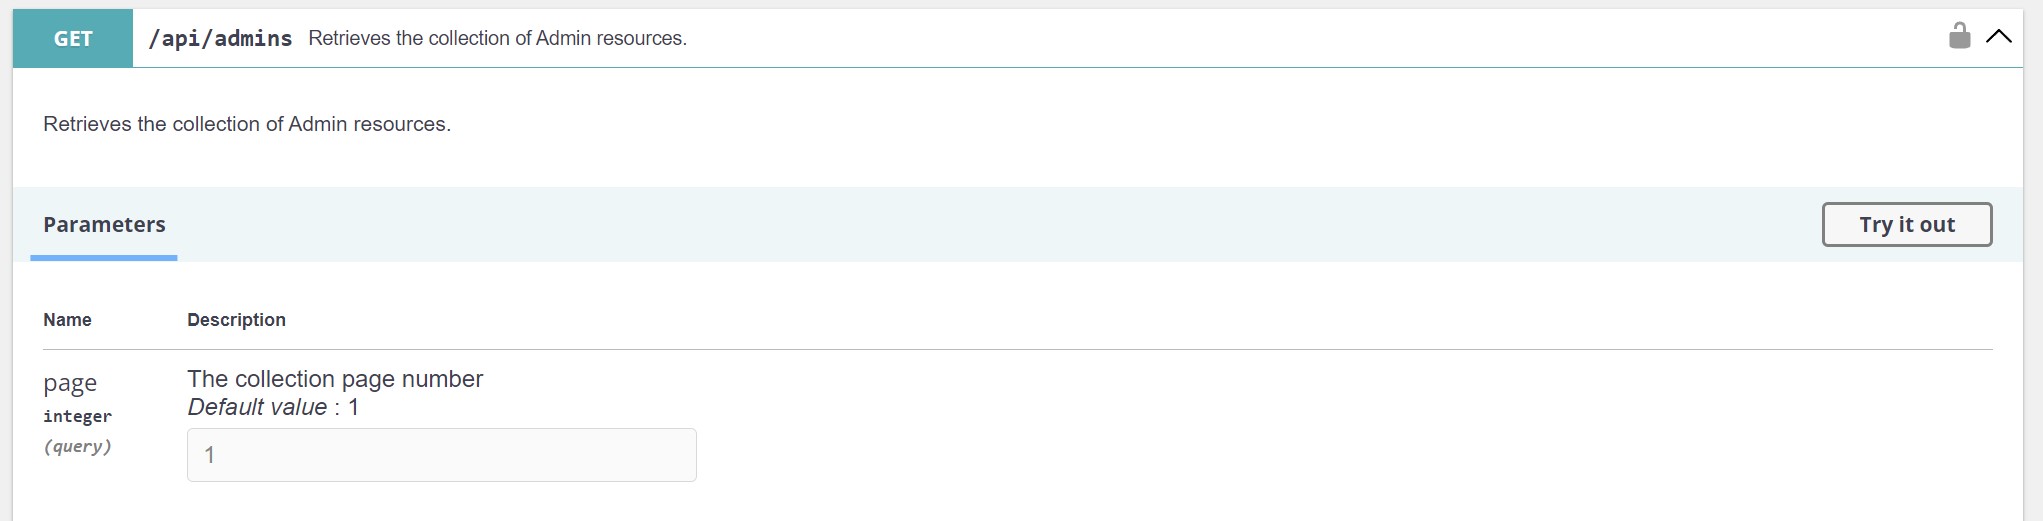 GET /api/admins Retrieves the collection of Admin resources.
Retrieves the collection of Admin resources.
Parameters Try it out
Name Description
page The collection page number
integer Default value : 1
(query) 1